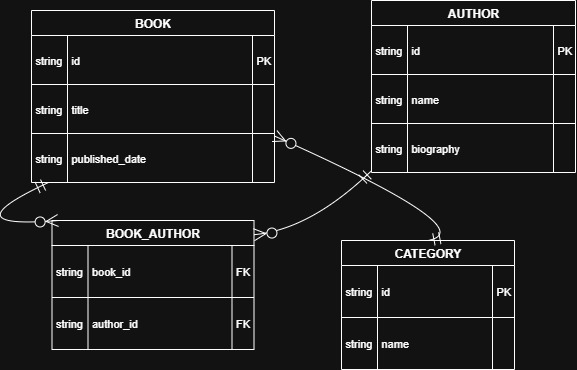 BOOK
string id PK
string title
string published_date
AUTHOR
string id PK
string name
string biography
BOOK_AUTHOR
string book_id FK
string author_id FK
CATEGORY
string id PK
string name